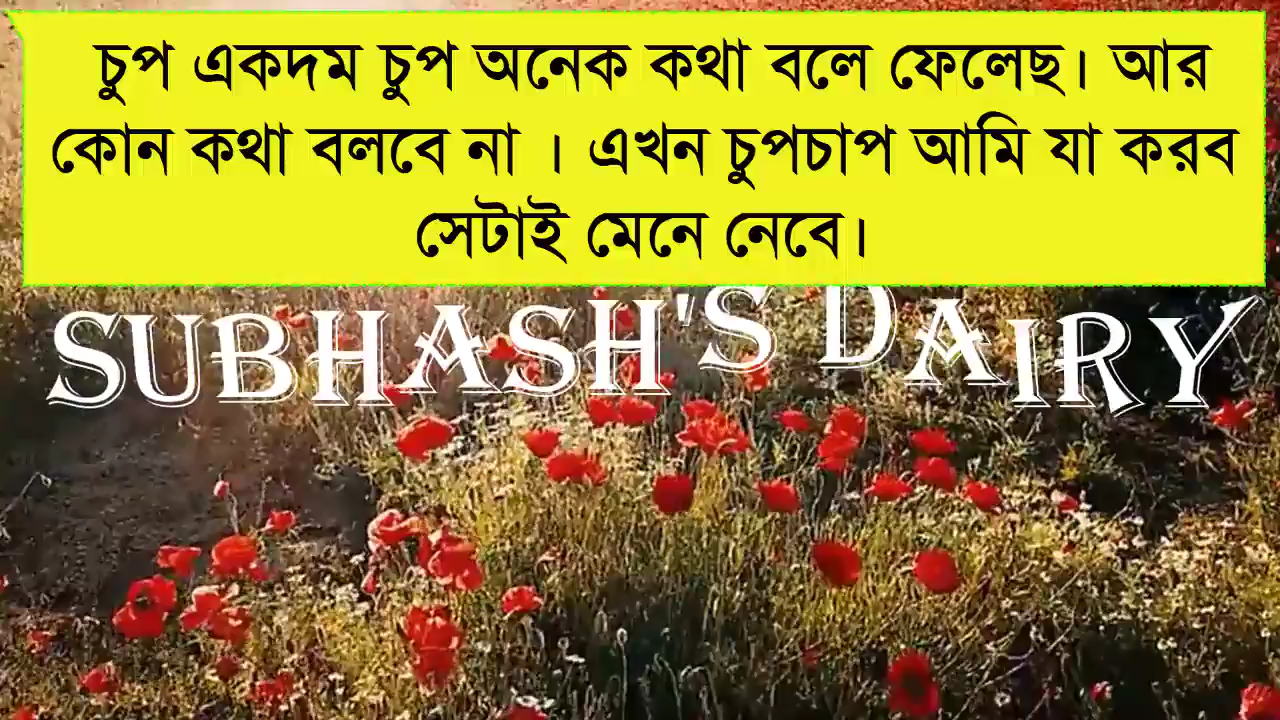 চুপ একদম চুপ অনেক কথা বলে ফেলেছ। আর
কোন কথা বলবে না । এখন চুপচাপ আমি যা করব
সেটাই মেনে নেবে।
SUBHASH'S DAIRY